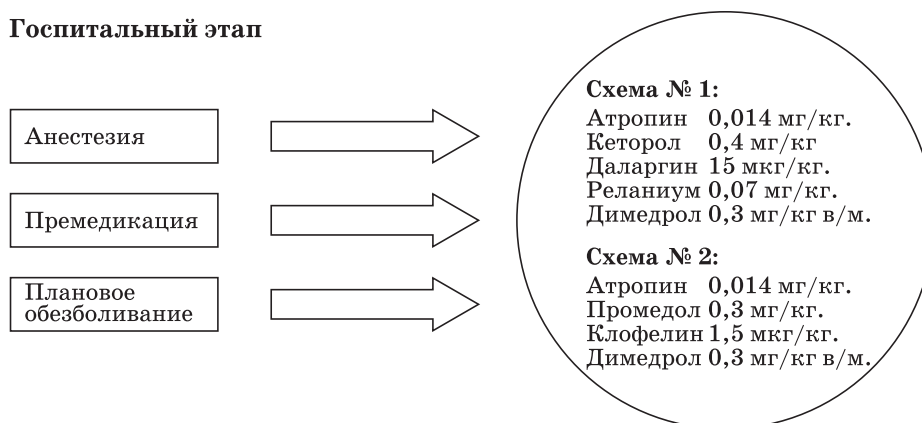 Госпитальный этап
Анестезия
Премедикация
Плановое
обезболивание
Схема № 1:
Атропин 0,014 мг/кг.
Кеторол 0,4 мг/кг
Даларгин 15 мкг/кг.
Реланиум 0,07 мг/кг.
Димедрол 0,3 мг/кг в/м.
Схема № 2:
Атропин 0,014 мг/кг.
Промедол 0,3 мг/кг.
Клофелин 1,5 мкг/кг.
Димедрол 0,3 мг/кг в/м.